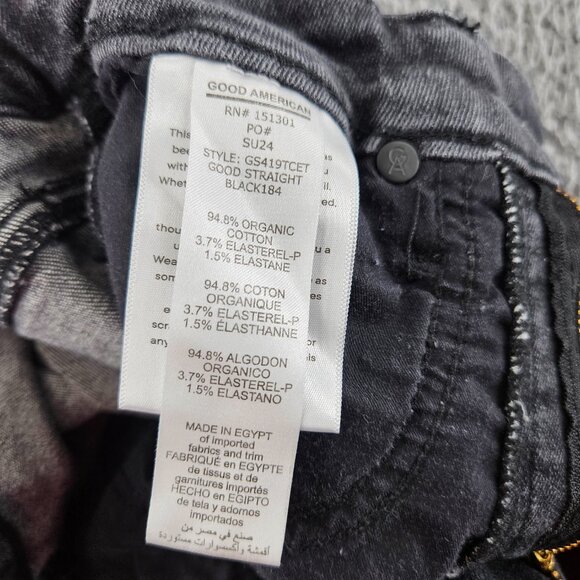 GOOD AMERICAN
RN# 151301
PO#
SU24
STYLE: GS419TCET
GOOD STRAIGHT
BLACK184
94.8% ORGANIC
COTTON
3.7% ELASTEREL-P
1.5% ELASTANE
94.8% COTON
ORGANIQUE
3.7% ELASTEREL-P
1.5% ÉLASTHANNE
94.8% ALGODON
ORGANICO
3.7% ELASTEREL-P
1.5% ELASTANO
MADE IN EGYPT
of imported
fabrics and trim
FABRIQUÉ en EGYPTE
de tissus et de
garnitures importés
HECHO en EGIPTO
de tela y adornos
importados
صنع في مصر من
أقمشة وأكسسوارات مستوردة